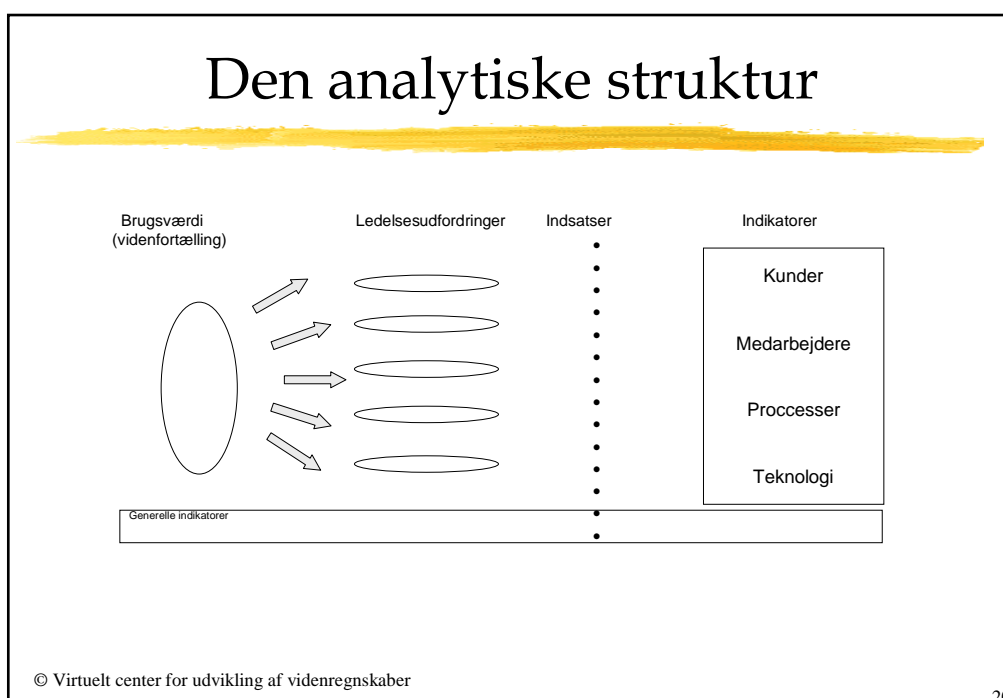 Den analytiske struktur
Brugsværdi
(videnfortælling)
Ledelsesudfordringer
Indsatser
Indikatorer
Kunder
Medarbejdere
Proccesser
Teknologi
Generelle indikatorer
© Virtuelt center for udvikling af videnregnskaber